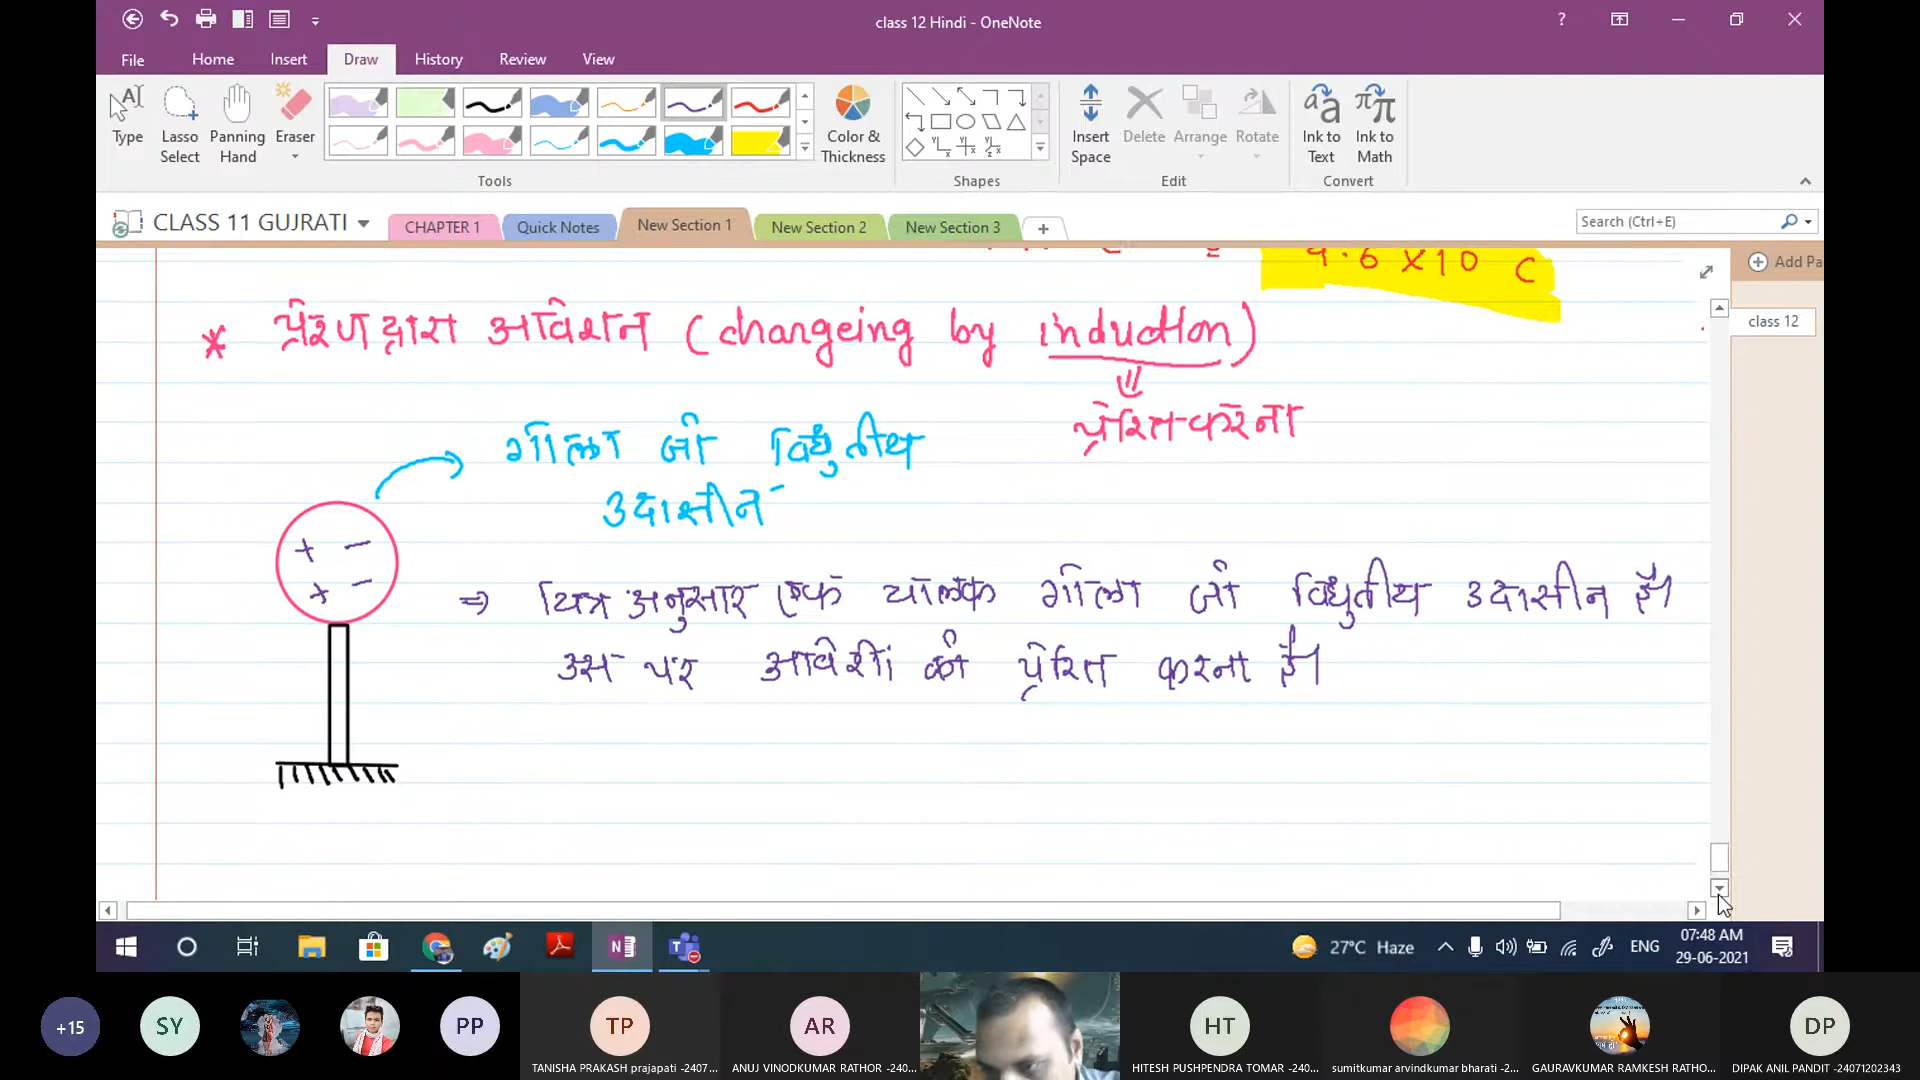 class 12 Hindi - OneNote
File Home Insert Draw History Review View
Type
Lasso Select
Panning Hand
Eraser
Color & Thickness
Insert Space
Delete
Arrange
Rotate
Ink to Text
Ink to Math
Tools
Shapes
Edit
Convert
CLASS 11 GUJRATI
CHAPTER 1
Quick Notes
New Section 1
New Section 2
New Section 3
Search (Ctrl+E)
Add Pa
class 12
9.6 X10 C
* प्रेरण द्वारा आवेशन (changeing by induction)
प्रेरित करना
गोला जो विधुतीय
उदासीन
⇒ चित्र अनुसार एक चालक गोला जो विधुतीय उदासीन है।
उस पर आवेशों को प्रेरित करना है।
+ −
+ −
27°C Haze
ENG
07:48 AM
29-06-2021
+15
SY
PP
TP
AR
HT
DP
TANISHA PRAKASH prajapati -2407...
ANUJ VINODKUMAR RATHOR -240...
HITESH PUSHPENDRA TOMAR -240...
sumitkumar arvindkumar bharati -2...
GAURAVKUMAR RAMKESH RATHO...
DIPAK ANIL PANDIT -24071202343